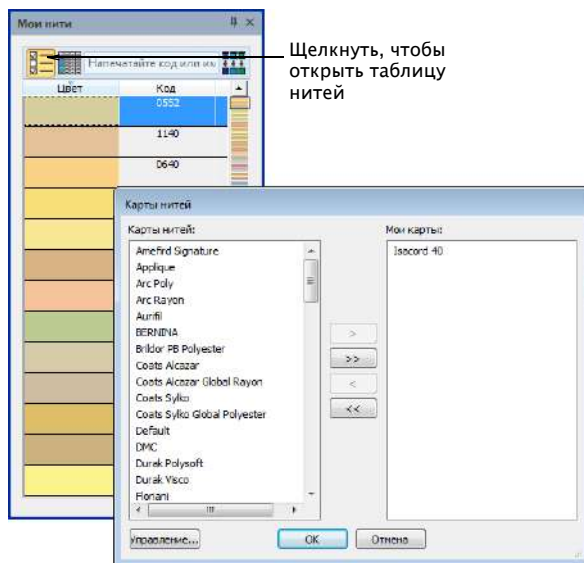 Мои нити
Напечатайте код или им
Щелкнуть, чтобы
открыть таблицу
нитей
Цвет Код
0552
1140
0640
Карты нитей
Карты нитей: Мои карты:
Amefird Signature Isacord 40
Applique
Arc Poly
Arc Rayon
Aurifil
BERNINA
Brildor PB Polyester
Coats Alcazar
Coats Alcazar Global Rayon
Coats Sylko
Coats Sylko Global Polyester
Default
DMC
Durak Polysoft
Durak Visco
Floriani
>
>>
<
<<
Управление... OK Отмена